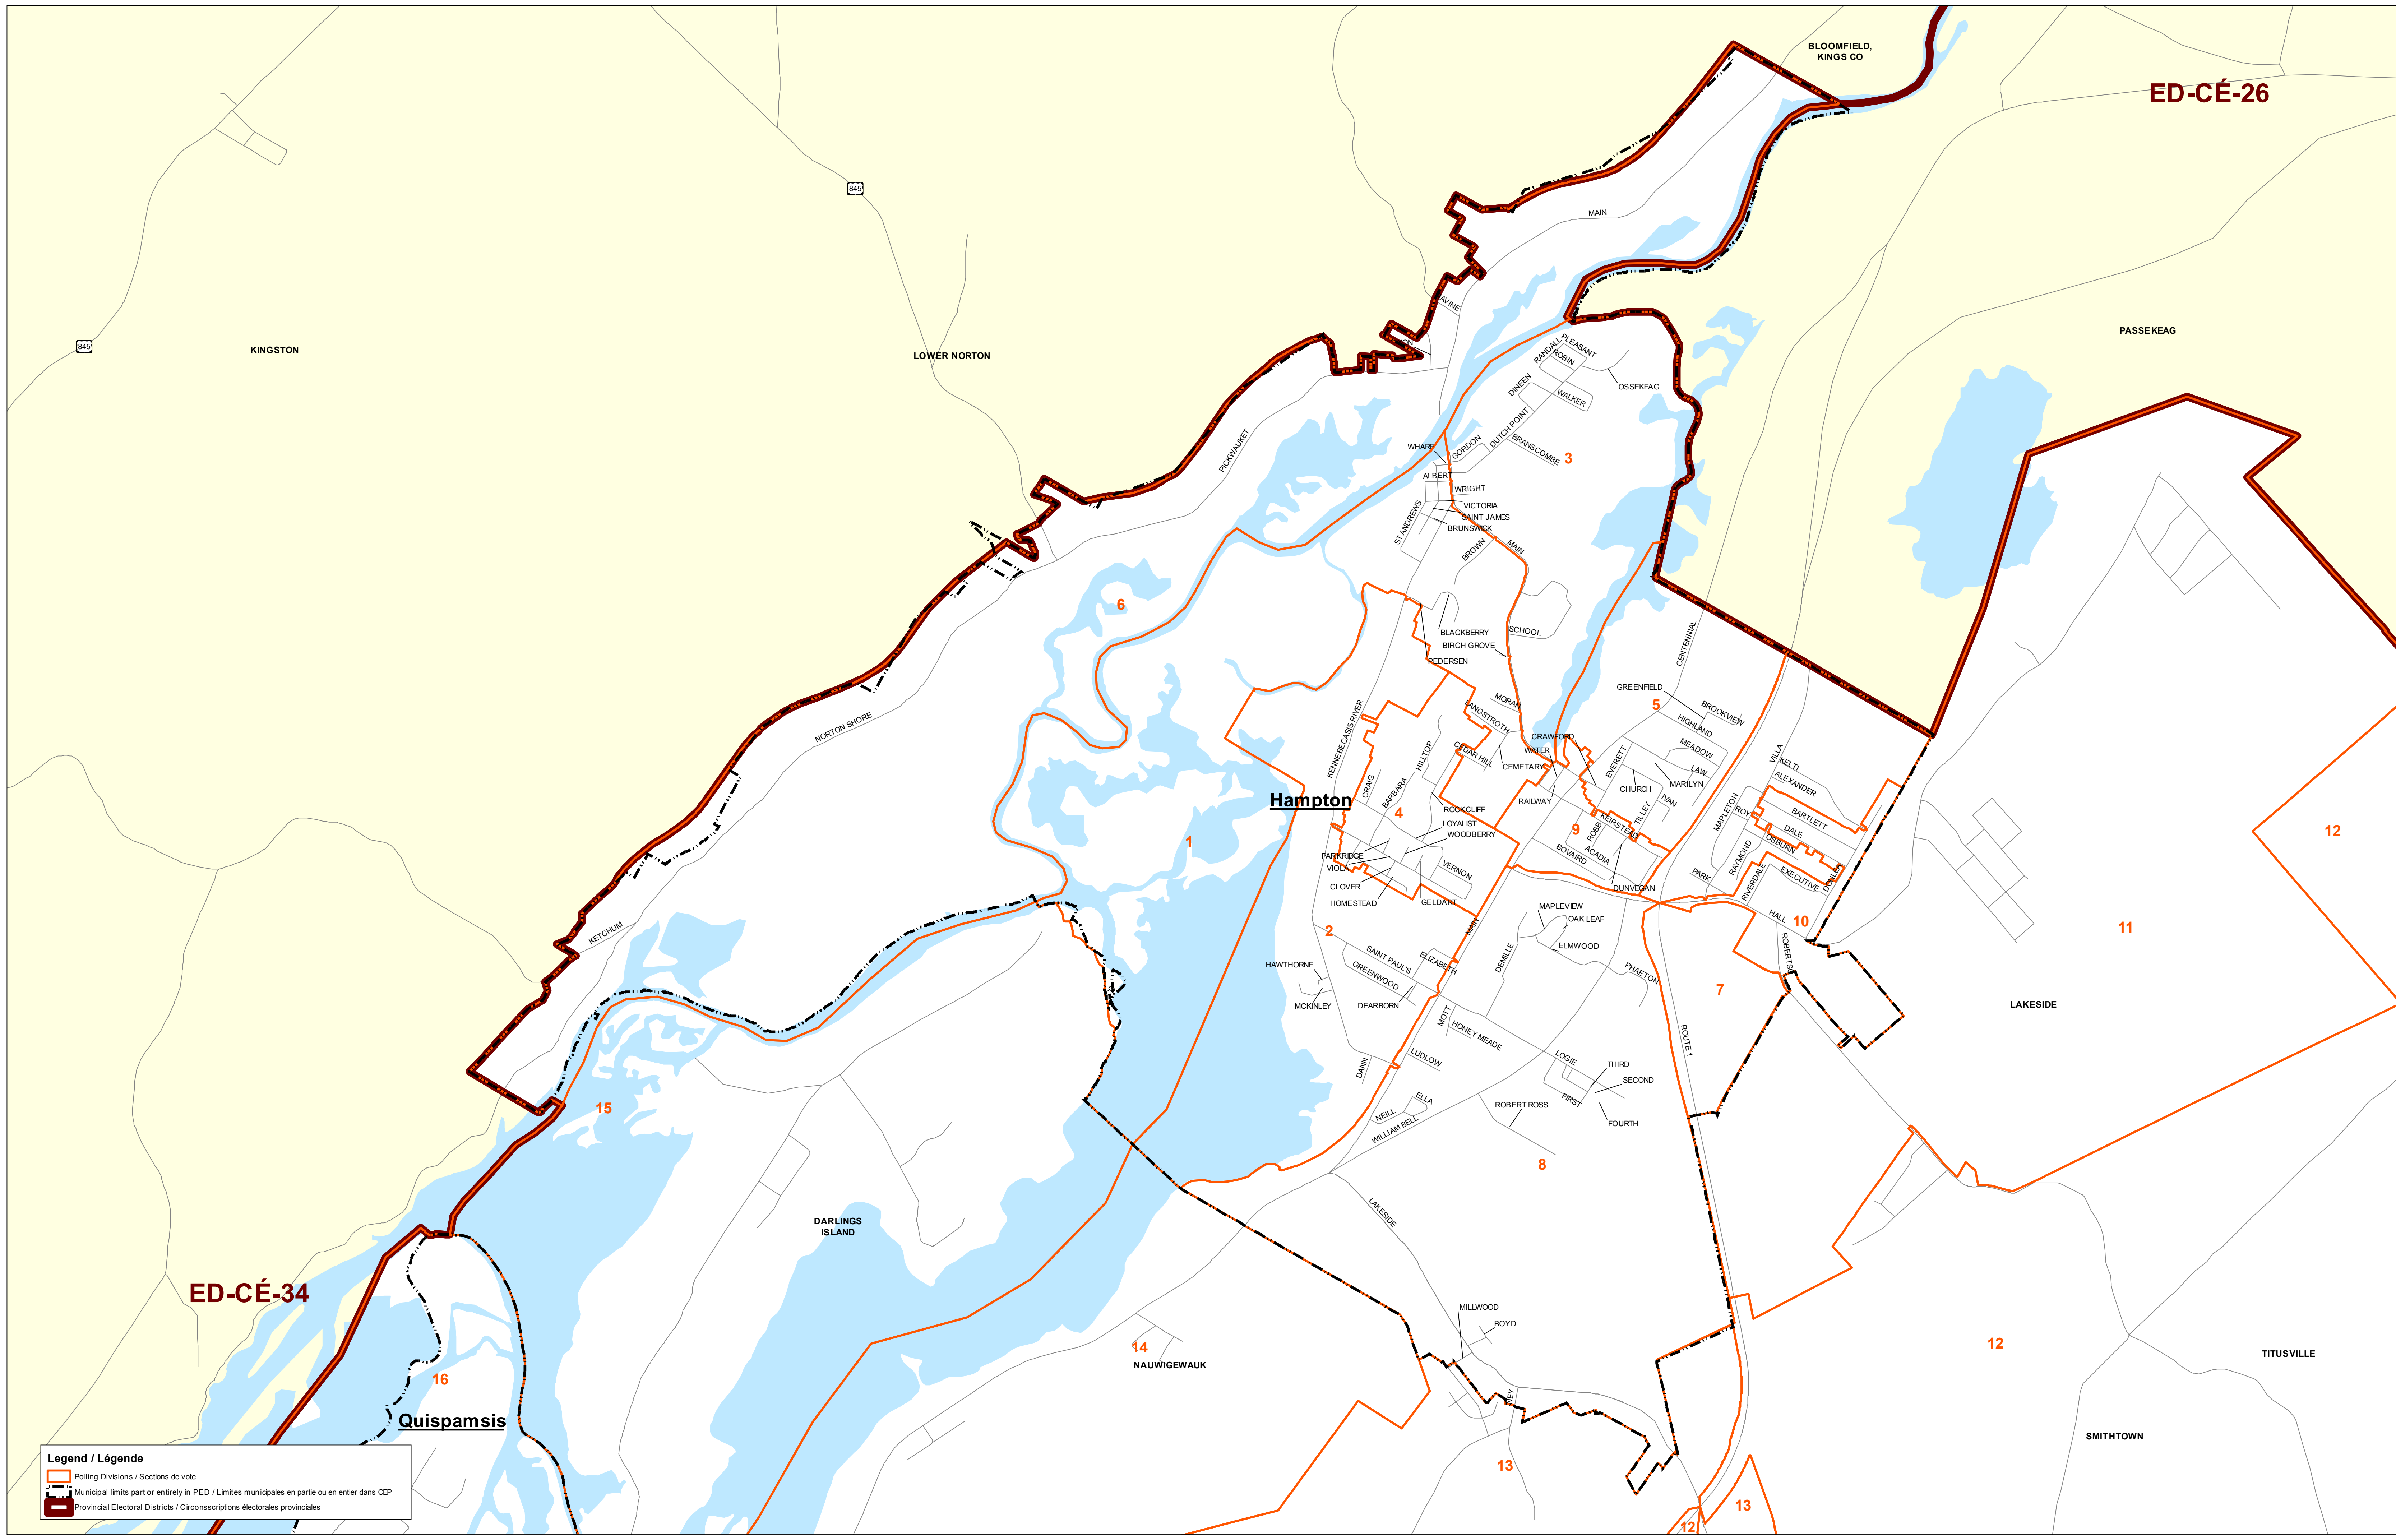 BLOOMFIELD,
KINGS CO
ED-CÉ-26
845
MAIN
845
KINGSTON
LOWER NORTON
PASSEKEAG
AVINE
ON
PLEASANT
RANDALL
ROBIN
OSSEKEAG
DINEEN
WALKER
DUTCH POINT
PICKWAUKET
WHARF
GORDON
BRANSCOMBE
3
ALBERT
WRIGHT
VICTORIA
SAINT JAMES
BRUNSWICK
ST ANDREWS
BROWN
MAIN
6
BLACKBERRY
SCHOOL
BIRCH GROVE
PEDERSEN
CENTENNIAL
GREENFIELD
5
BROOKVIEW
HIGHLAND
MORAN
LANGSTROTH
NORTON SHORE
KENNEBECASIS RIVER
CRAWFORD
WATER
MEADOW
CEDAR HILL
HILLTOP
CEMETARY
EVERETT
LAW
MARILYN
VILLA
KELTI
ALEXANDER
CRAIG
BARBARA
Hampton
RAILWAY
CHURCH
IVAN
TILLEY
ROCKCLIFF
4
LOYALIST
WOODBERRY
9
KEIRSTEAD
ROBB
ACADIA
BOVAIRD
MAPLETON
ROY
BARTLETT
DALE
OSBURN
12
1
PARKRIDGE
VIOLA
VERNON
CLOVER
HOMESTEAD
GELDART
DUNVEGAN
PARK
RAYMOND
RIVERDALE
EXECUTIVE
DONLEA
MAPLEVIEW
OAK LEAF
HALL
10
11
KETCHUM
2
MAIN
ELMWOOD
SAINT PAUL'S
ELIZABETH
DEMILLE
ROBERTSO
HAWTHORNE
GREENWOOD
PHAETON
7
MCKINLEY
DEARBORN
LAKESIDE
MOTT
HONEY MEADE
ROUTE 1
DANN
LUDLOW
LOGIE
THIRD
SECOND
15
ELLA
NEILL
WILLIAM BELL
ROBERT ROSS
FIRST
FOURTH
8
LAKESIDE
DARLINGS
ISLAND
ED-CÉ-34
MILLWOOD
BOYD
14
NAUWIGEWAUK
12
TITUSVILLE
16
NEY
Quispamsis
SMITHTOWN
13
13
12
Legend / Légende
Polling Divisions / Sections de vote
Municipal limits part or entirely in PED / Limites municipales en partie ou en entier dans CEP
Provincial Electoral Districts / Circonsscriptions électorales provinciales